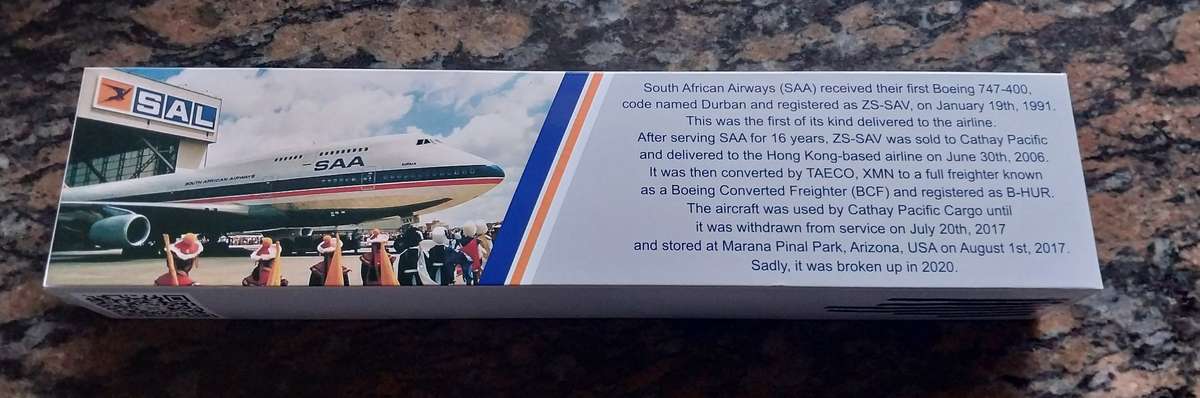 SAL
SAA
SOUTH AFRICAN AIRWAYS
South African Airways (SAA) received their first Boeing 747-400,
code named Durban and registered as ZS-SAV, on January 19th, 1991.
This was the first of its kind delivered to the airline.
After serving SAA for 16 years, ZS-SAV was sold to Cathay Pacific
and delivered to the Hong Kong-based airline on June 30th, 2006.
It was then converted by TAECO, XMN to a full freighter known
as a Boeing Converted Freighter (BCF) and registered as B-HUR.
The aircraft was used by Cathay Pacific Cargo until
it was withdrawn from service on July 20th, 2017
and stored at Marana Pinal Park, Arizona, USA on August 1st, 2017.
Sadly, it was broken up in 2020.